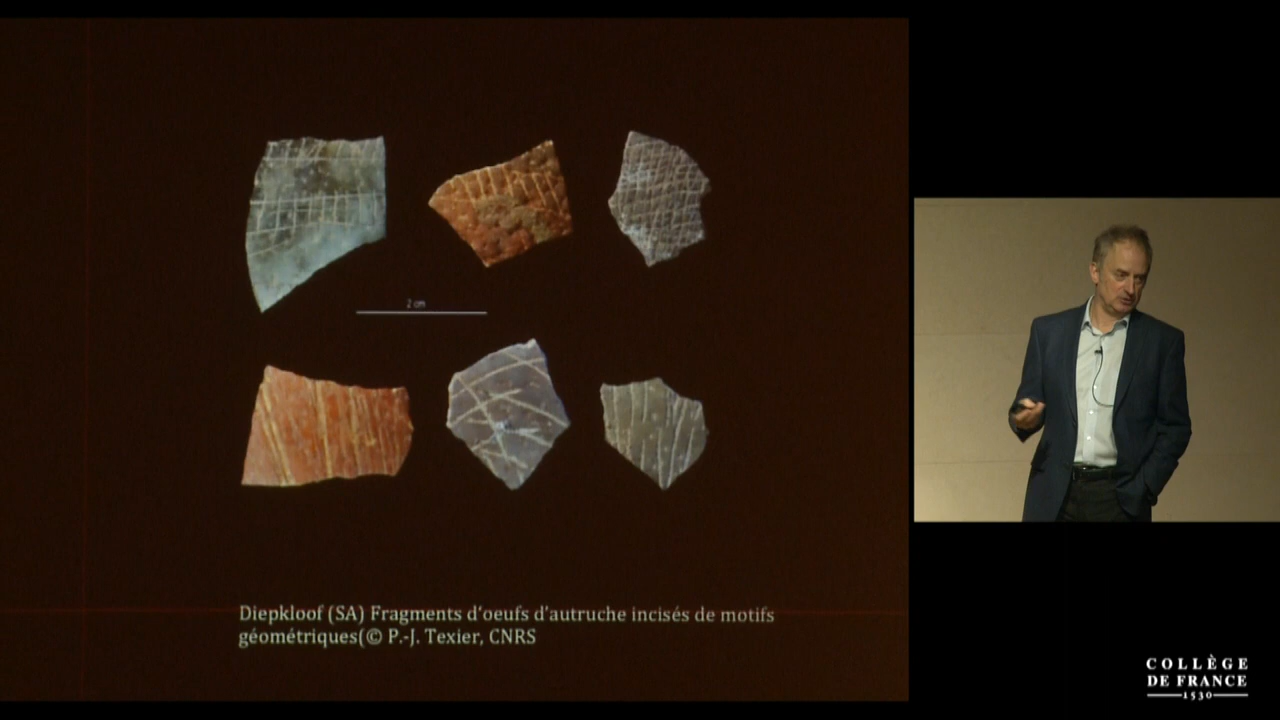 2 cm
Diepkloof (SA) Fragments d'oeufs d'autruche incisés de motifs
géométriques(© P.-J. Texier, CNRS
COLLÈGE
DE FRANCE
1530